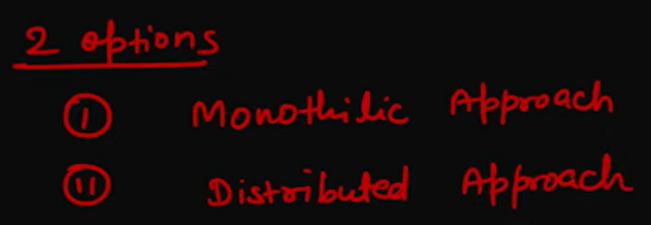 2 options
(i) Monothilic Approach
(ii) Distributed Approach